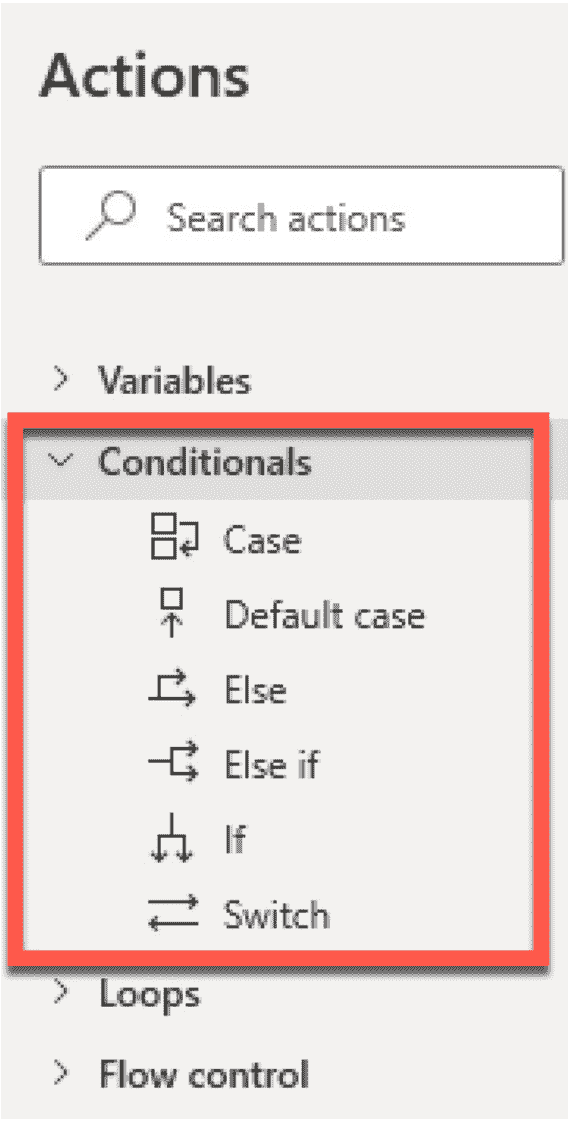 Actions
Search actions
Variables
Conditionals
Case
Default case
Else
Else if
If
Switch
Loops
Flow control